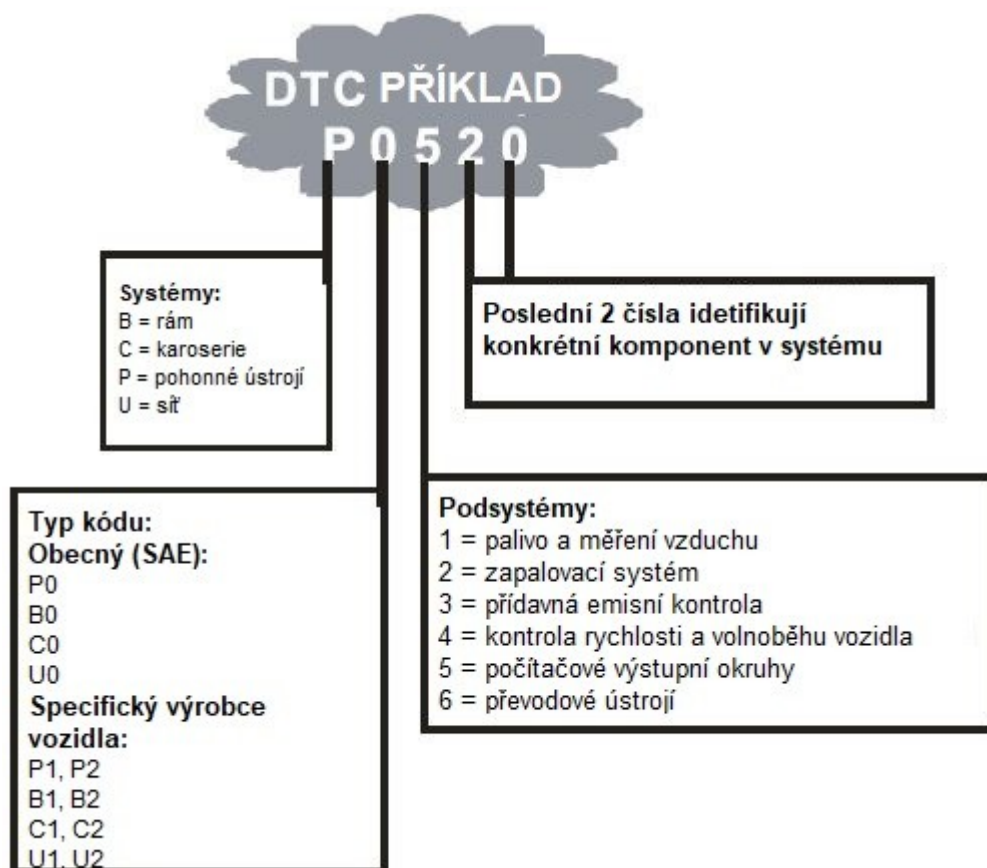 DTC PŘÍKLAD
P 0 5 2 0
Systémy:
B = rám
C = karoserie
P = pohonné ústrojí
U = síť
Poslední 2 čísla idetifikují
konkrétní komponent v systému
Typ kódu:
Obecný (SAE):
P0
B0
C0
U0
Specifický výrobce
vozidla:
P1, P2
B1, B2
C1, C2
U1, U2
Podsystémy:
1 = palivo a měření vzduchu
2 = zapalovací systém
3 = přídavná emisní kontrola
4 = kontrola rychlosti a volnoběhu vozidla
5 = počítačové výstupní okruhy
6 = převodové ústrojí